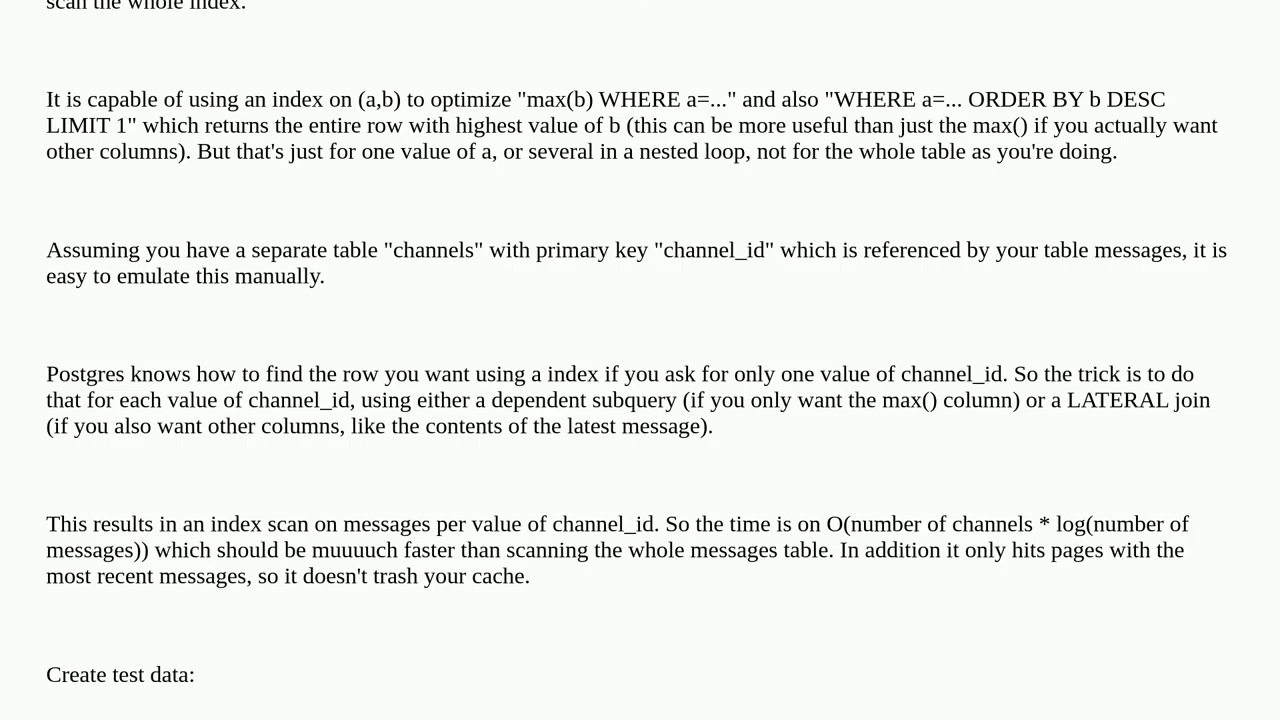 scan the whole index.
It is capable of using an index on (a,b) to optimize "max(b) WHERE a=..." and also "WHERE a=... ORDER BY b DESC
LIMIT 1" which returns the entire row with highest value of b (this can be more useful than just the max() if you actually want
other columns). But that's just for one value of a, or several in a nested loop, not for the whole table as you're doing.
Assuming you have a separate table "channels" with primary key "channel_id" which is referenced by your table messages, it is
easy to emulate this manually.
Postgres knows how to find the row you want using a index if you ask for only one value of channel_id. So the trick is to do
that for each value of channel_id, using either a dependent subquery (if you only want the max() column) or a LATERAL join
(if you also want other columns, like the contents of the latest message).
This results in an index scan on messages per value of channel_id. So the time is on O(number of channels * log(number of
messages)) which should be muuuuch faster than scanning the whole messages table. In addition it only hits pages with the
most recent messages, so it doesn't trash your cache.
Create test data: